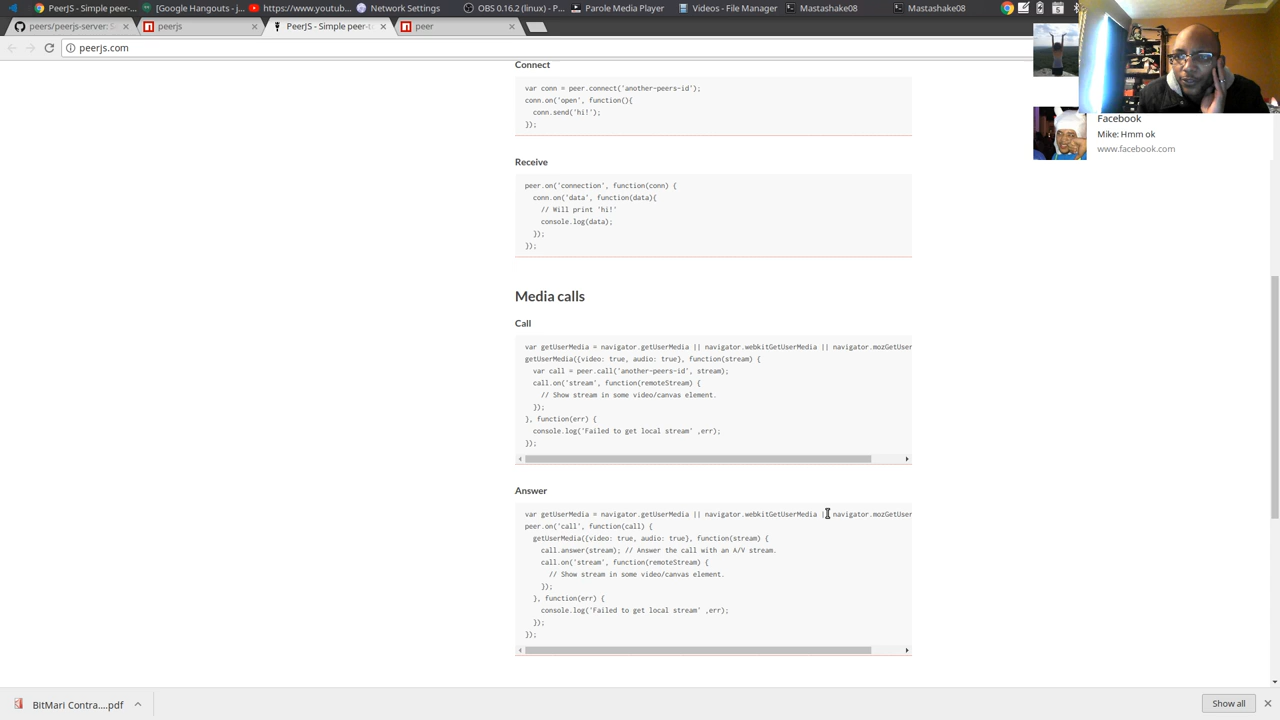 PeerJS - Simple p
[Google Hangouts - j
https://www.youtub
Network Settings
OBS 0.16.2 (linux) -
Parole Media Player
Videos - File Manag
Mastashake08
Mastashake08
peers/peerjs-server: S
peerjs
PeerJS - Simple peer-t
peer
peerjs.com
Facebook
Mike: Hmm ok
www.facebook.com
Connect
var conn = peer.connect('another-peers-id');
conn.on('open', function(){
conn.send('hi!');
});
Receive
peer.on('connection', function(conn) {
conn.on('data', function(data){
// Will print 'hi!'
console.log(data);
});
});
Media calls
Call
var getUserMedia = navigator.getUserMedia || navigator.webkitGetUserMedia || navigator.mozGetUser
getUserMedia({video: true, audio: true}, function(stream) {
var call = peer.call('another-peers-id', stream);
call.on('stream', function(remoteStream) {
// Show stream in some video/canvas element.
});
}, function(err) {
console.log('Failed to get local stream' ,err);
});
Answer
var getUserMedia = navigator.getUserMedia || navigator.webkitGetUserMedia || navigator.mozGetUser
peer.on('call', function(call) {
getUserMedia({video: true, audio: true}, function(stream) {
call.answer(stream); // Answer the call with an A/V stream.
call.on('stream', function(remoteStream) {
// Show stream in some video/canvas element.
});
}, function(err) {
console.log('Failed to get local stream' ,err);
});
});
BitMari Contra....pdf
Show all